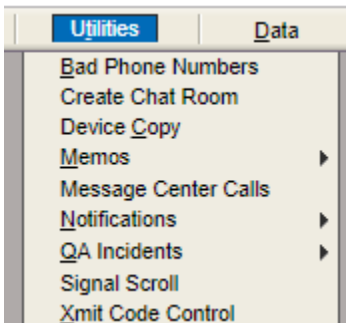 Utilities Data
Bad Phone Numbers
Create Chat Room
Device Copy
Memos
Message Center Calls
Notifications
QA Incidents
Signal Scroll
Xmit Code Control